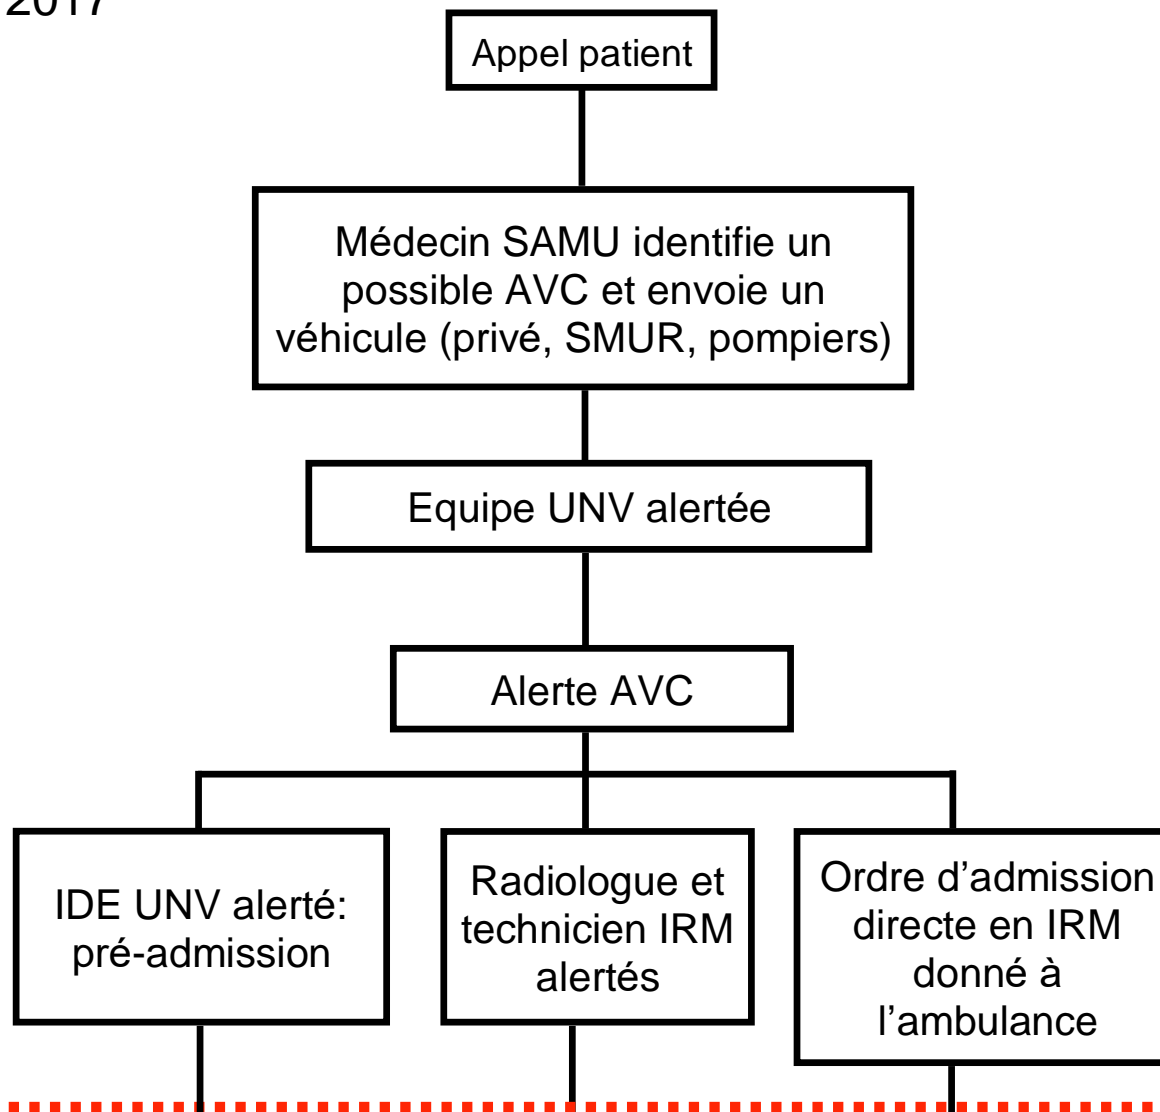 2017
Appel patient
Médecin SAMU identifie un
possible AVC et envoie un
véhicule (privé, SMUR, pompiers)
Equipe UNV alertée
Alerte AVC
IDE UNV alerté:
pré-admission
Radiologue et
technicien IRM
alertés
Ordre d’admission
directe en IRM
donné à
l’ambulance